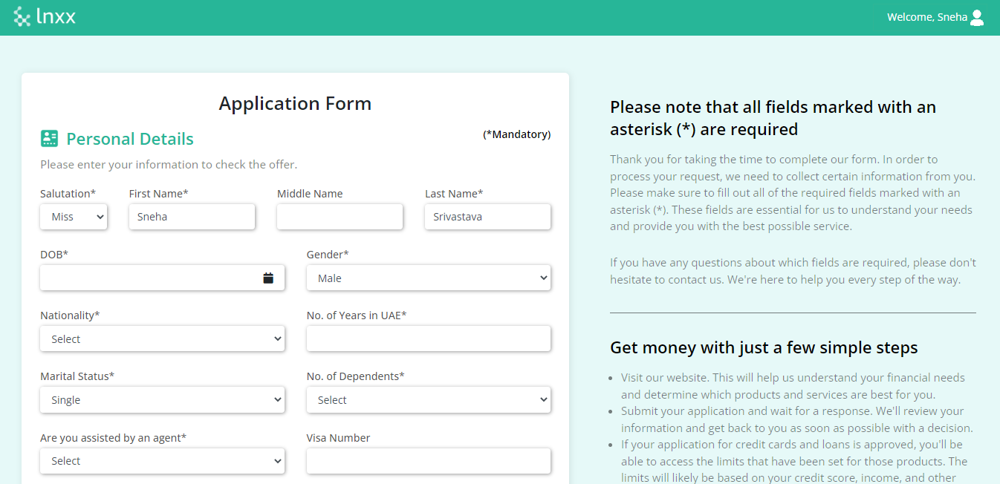 lnxx
Welcome, Sneha
Application Form
Personal Details
(*Mandatory)
Please enter your information to check the offer.
Salutation* First Name* Middle Name Last Name*
Miss Sneha Srivastava
DOB* Gender*
Male
Nationality* No. of Years in UAE*
Select
Marital Status* No. of Dependents*
Single Select
Are you assisted by an agent* Visa Number
Select
Please note that all fields marked with an
asterisk (*) are required
Thank you for taking the time to complete our form. In order to
process your request, we need to collect certain information from you.
Please make sure to fill out all of the required fields marked with an
asterisk (*). These fields are essential for us to understand your needs
and provide you with the best possible service.
If you have any questions about which fields are required, please don't
hesitate to contact us. We're here to help you every step of the way.
Get money with just a few simple steps
• Visit our website. This will help us understand your financial needs
and determine which products and services are best for you.
• Submit your application and wait for a response. We'll review your
information and get back to you as soon as possible with a decision.
• If your application for credit cards and loans is approved, you'll be
able to access the limits that have been set for those products. The
limits will likely be based on your credit score, income, and other